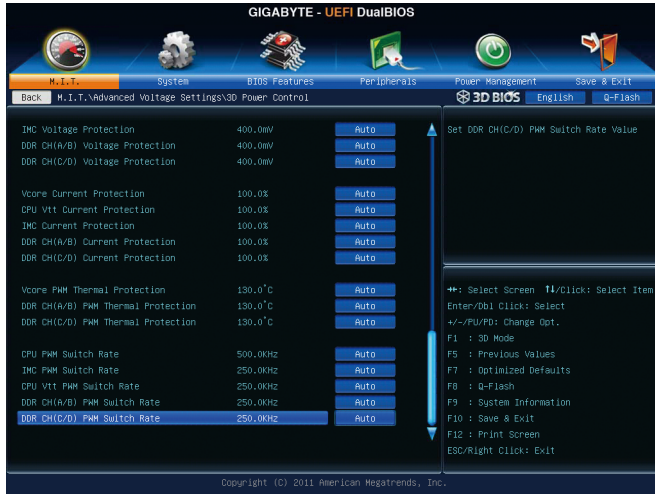 GIGABYTE - UEFI DualBIOS
M.I.T. System BIOS Features Peripherals Power Management Save & Exit
Back M.I.T.\Advanced Voltage Settings\3D Power Control 3D BIOS English Q-Flash
IMC Voltage Protection 400.0mV Auto
DDR CH(A/B) Voltage Protection 400.0mV Auto
DDR CH(C/D) Voltage Protection 400.0mV Auto
Vcore Current Protection 100.0% Auto
CPU Vtt Current Protection 100.0% Auto
IMC Current Protection 100.0% Auto
DDR CH(A/B) Current Protection 100.0% Auto
DDR CH(C/D) Current Protection 100.0% Auto
Vcore PWM Thermal Protection 130.0°C Auto
DDR CH(A/B) PWM Thermal Protection 130.0°C Auto
DDR CH(C/D) PWM Thermal Protection 130.0°C Auto
CPU PWM Switch Rate 500.0KHz Auto
IMC PWM Switch Rate 250.0KHz Auto
CPU Vtt PWM Switch Rate 250.0KHz Auto
DDR CH(A/B) PWM Switch Rate 250.0KHz Auto
DDR CH(C/D) PWM Switch Rate 250.0KHz Auto
Set DDR CH(C/D) PWM Switch Rate Value
→←: Select Screen ↑↓/Click: Select Item
Enter/Dbl Click: Select
+/-/PU/PD: Change Opt.
F1 : 3D Mode
F5 : Previous Values
F7 : Optimized Defaults
F8 : Q-Flash
F9 : System Information
F10 : Save & Exit
F12 : Print Screen
ESC/Right Click: Exit
Copyright (C) 2011 American Megatrends, Inc.